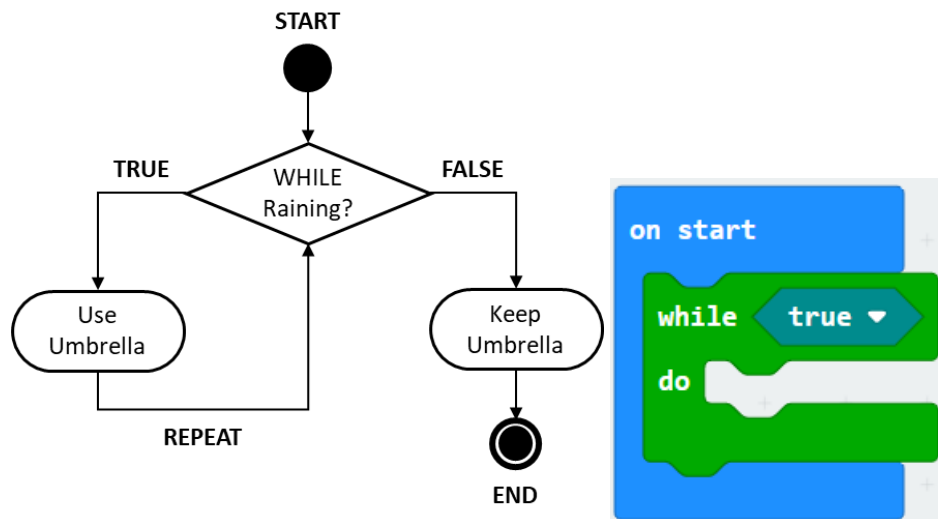 START
TRUE
WHILE
Raining?
FALSE
Use
Umbrella
Keep
Umbrella
REPEAT
END
on start
while true
do